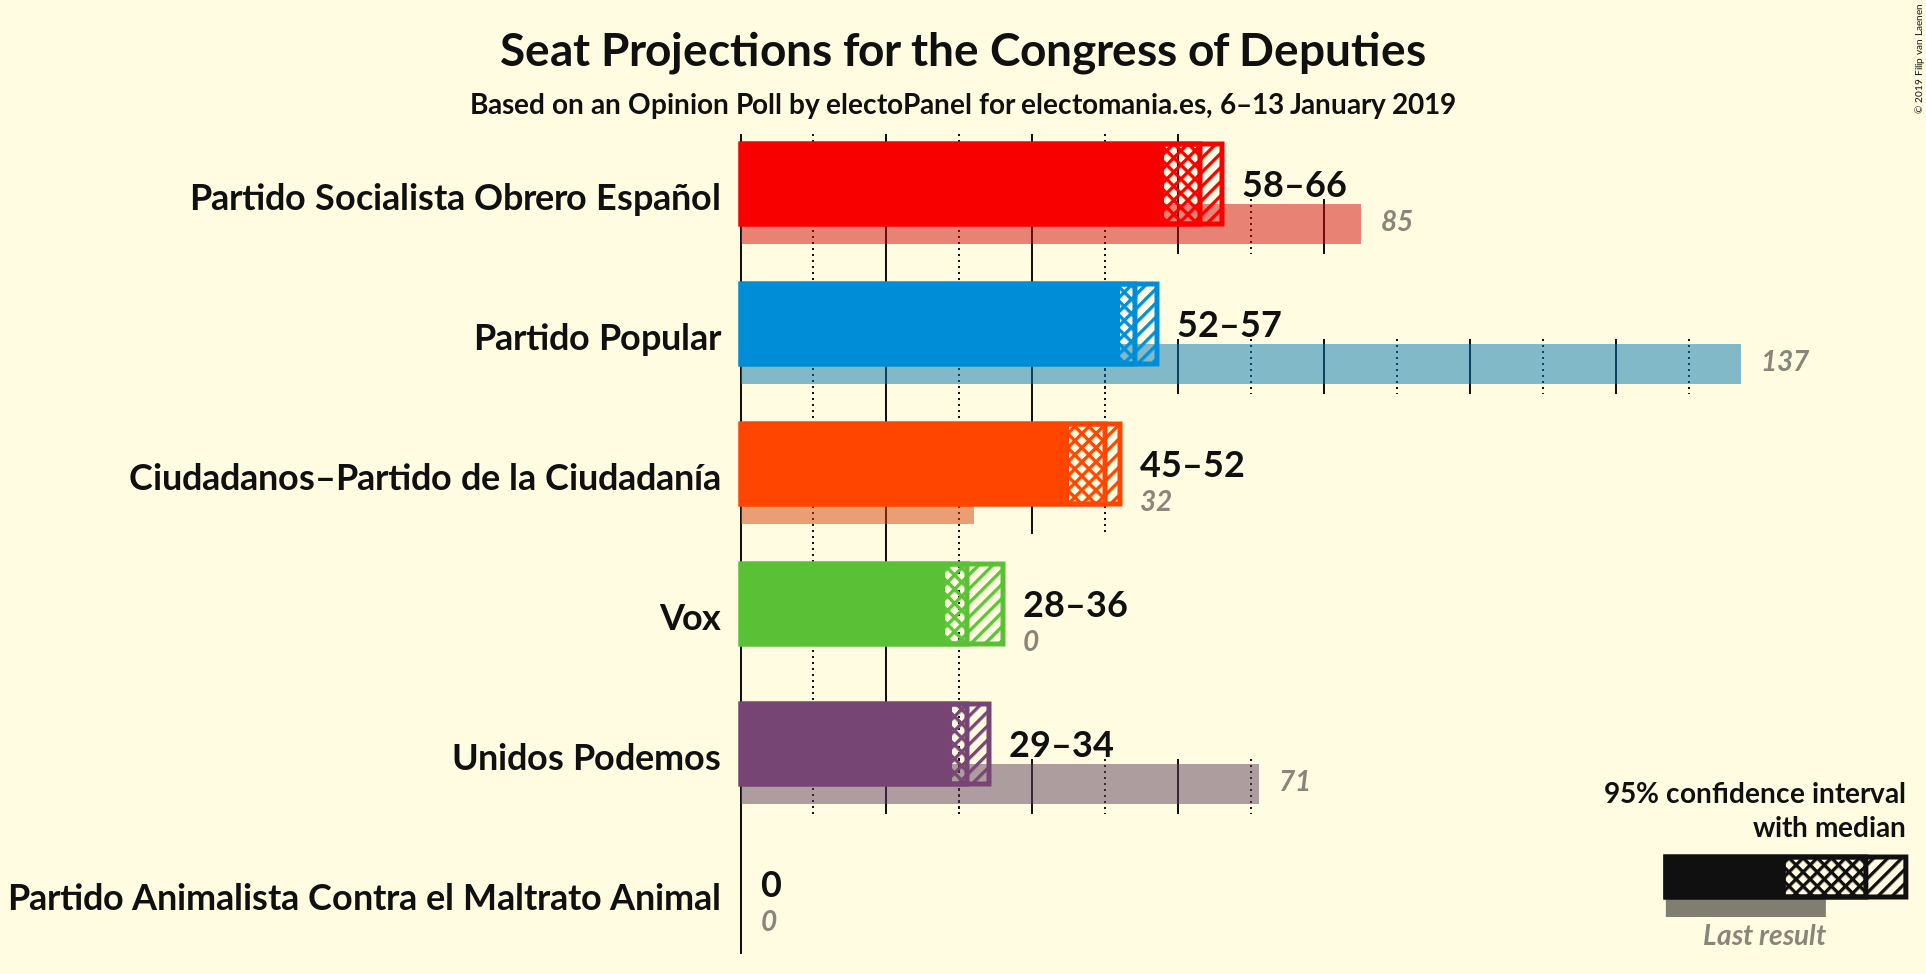 Seat Projections for the Congress of Deputies
Based on an Opinion Poll by electoPanel for electomania.es, 6–13 January 2019
© 2019 Filip van Laenen
Partido Socialista Obrero Español
58–66
85
Partido Popular
52–57
137
Ciudadanos–Partido de la Ciudadanía
45–52
32
Vox
28–36
0
Unidos Podemos
29–34
71
Partido Animalista Contra el Maltrato Animal
0
0
95% confidence interval
with median
Last result